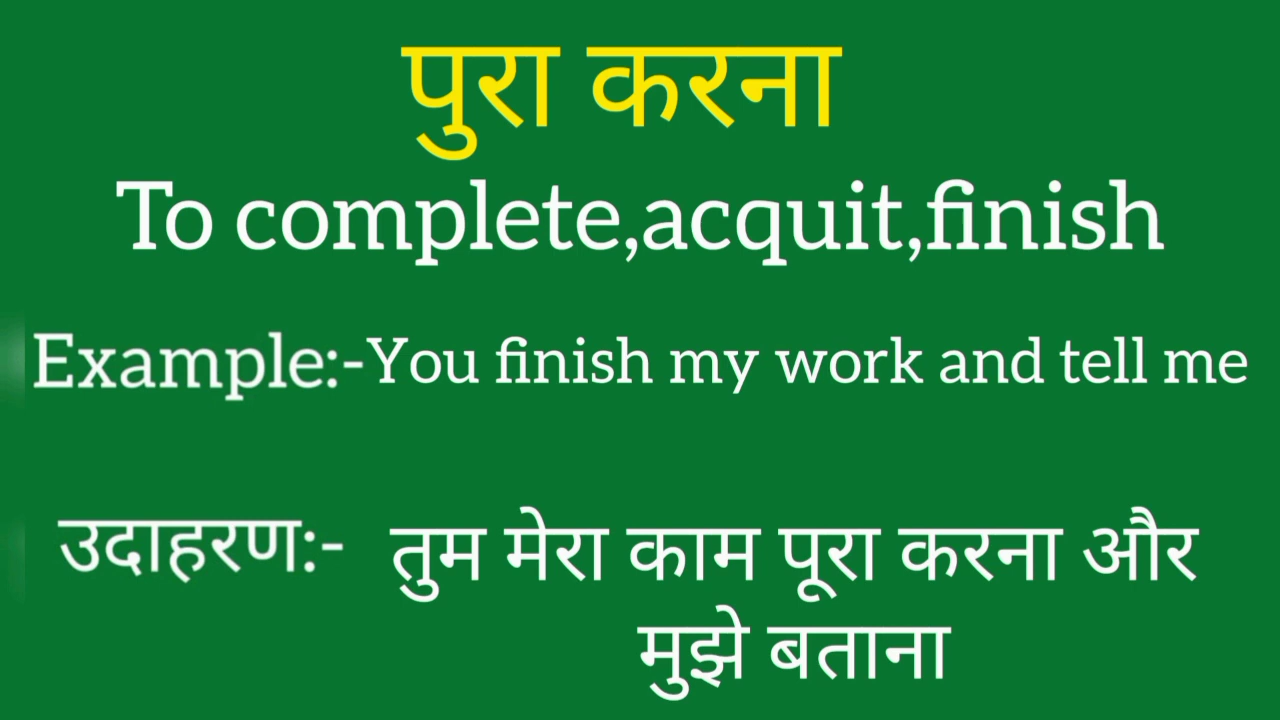 पुरा करना
To complete,acquit,finish
Example:-You finish my work and tell me
उदाहरण:- तुम मेरा काम पूरा करना और
मुझे बताना